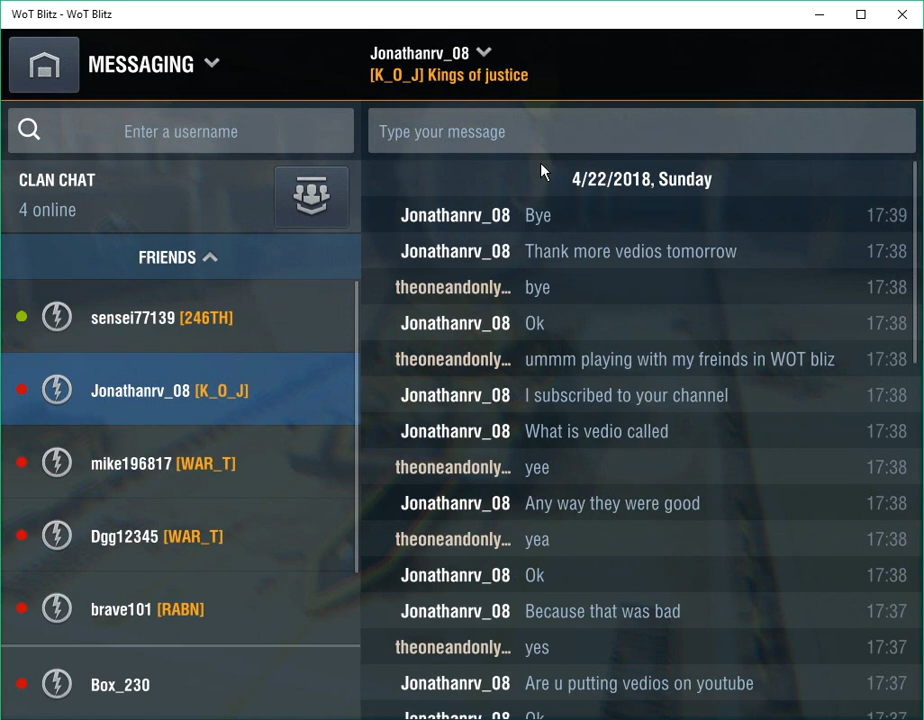 WoT Blitz - WoT Blitz
MESSAGING
Jonathanrv_08
[K_O_J] Kings of justice
Enter a username
Type your message
CLAN CHAT
4 online
FRIENDS
sensei77139 [246TH]
Jonathanrv_08 [K_O_J]
mike196817 [WAR_T]
Dgg12345 [WAR_T]
brave101 [RABN]
Box_230
4/22/2018, Sunday
Jonathanrv_08 Bye 17:39
Jonathanrv_08 Thank more vedios tomorrow 17:38
theoneandonly... bye 17:38
Jonathanrv_08 Ok 17:38
theoneandonly... ummm playing with my freinds in WOT bliz 17:38
Jonathanrv_08 I subscribed to your channel 17:38
Jonathanrv_08 What is vedio called 17:38
theoneandonly... yee 17:38
Jonathanrv_08 Any way they were good 17:38
theoneandonly... yea 17:38
Jonathanrv_08 Ok 17:38
Jonathanrv_08 Because that was bad 17:37
theoneandonly... yes 17:37
Jonathanrv_08 Are u putting vedios on youtube 17:37
Jonathanrv_08 Ok 17:37